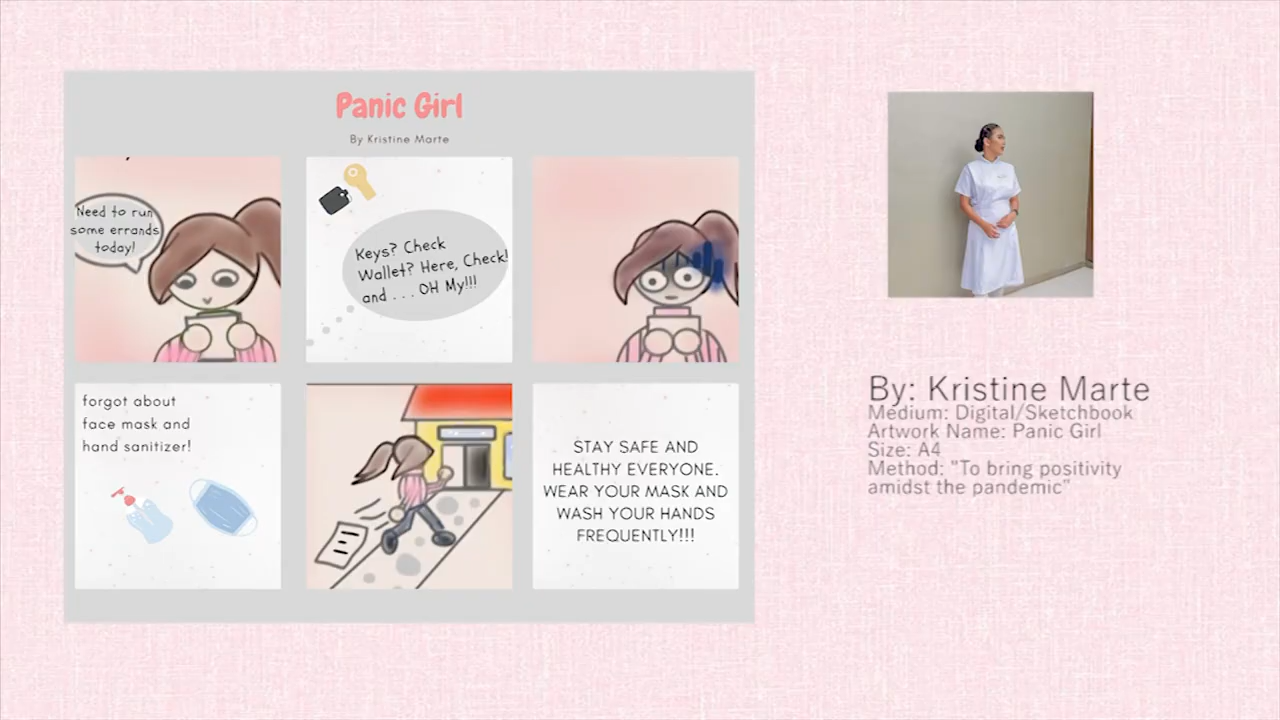 Panic Girl
By Kristine Marte
Need to run
some errands
today!
Keys? Check
Wallet? Here, Check!
and . . . OH My!!!
forgot about
face mask and
hand sanitizer!
STAY SAFE AND
HEALTHY EVERYONE.
WEAR YOUR MASK AND
WASH YOUR HANDS
FREQUENTLY!!!
By: Kristine Marte
Medium: Digital/Sketchbook
Artwork Name: Panic Girl
Size: A4
Method: "To bring positivity
amidst the pandemic"